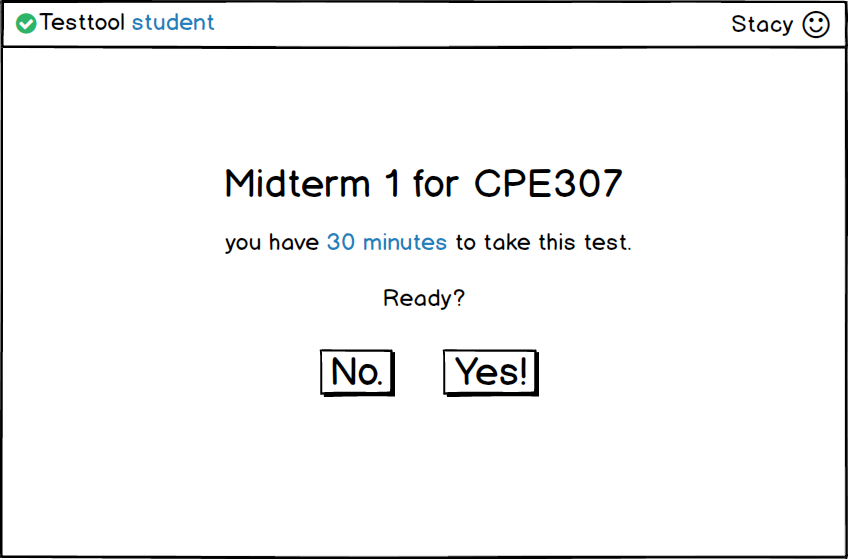 Testtool student
Stacy
Midterm 1 for CPE307
you have 30 minutes to take this test.
Ready?
No.
Yes!